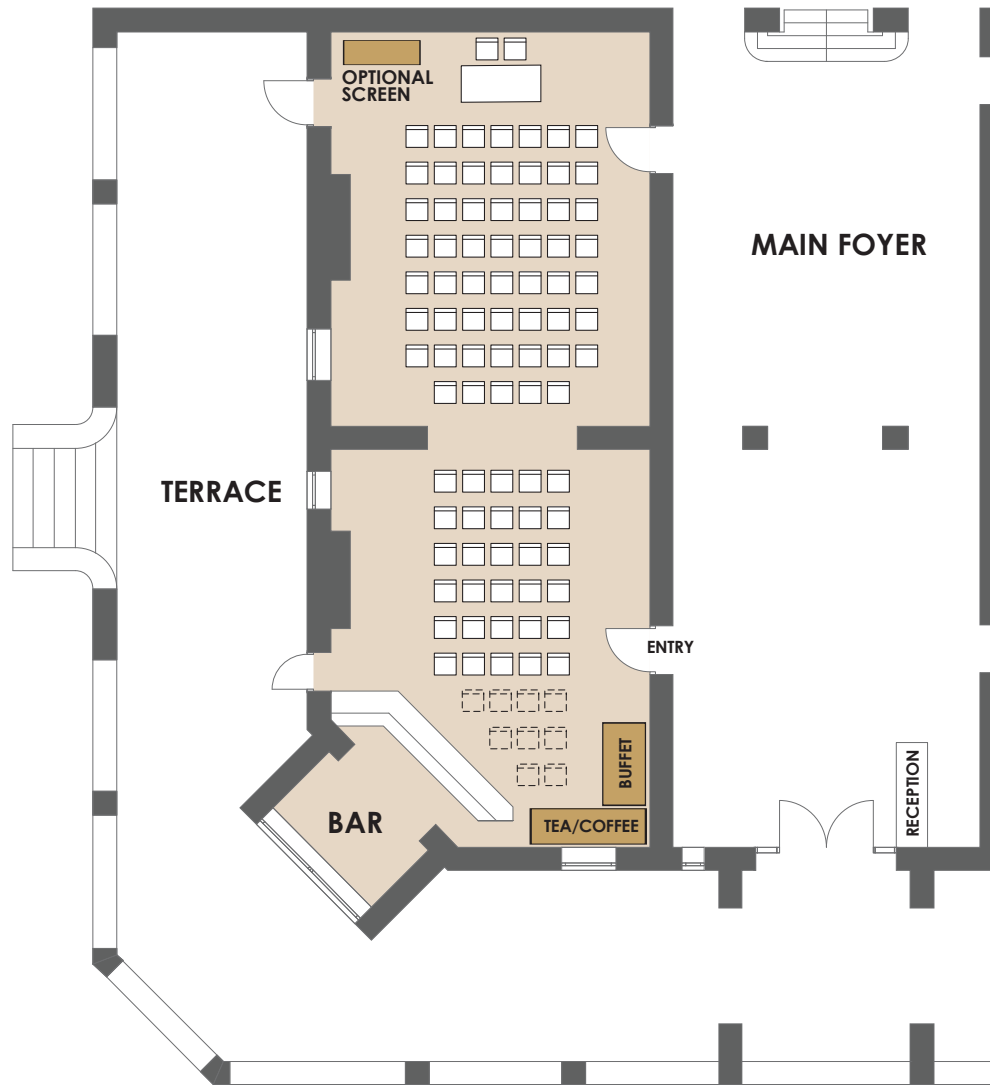 OPTIONAL
SCREEN
MAIN FOYER
TERRACE
ENTRY
BUFFET
RECEPTION
BAR
TEA/COFFEE